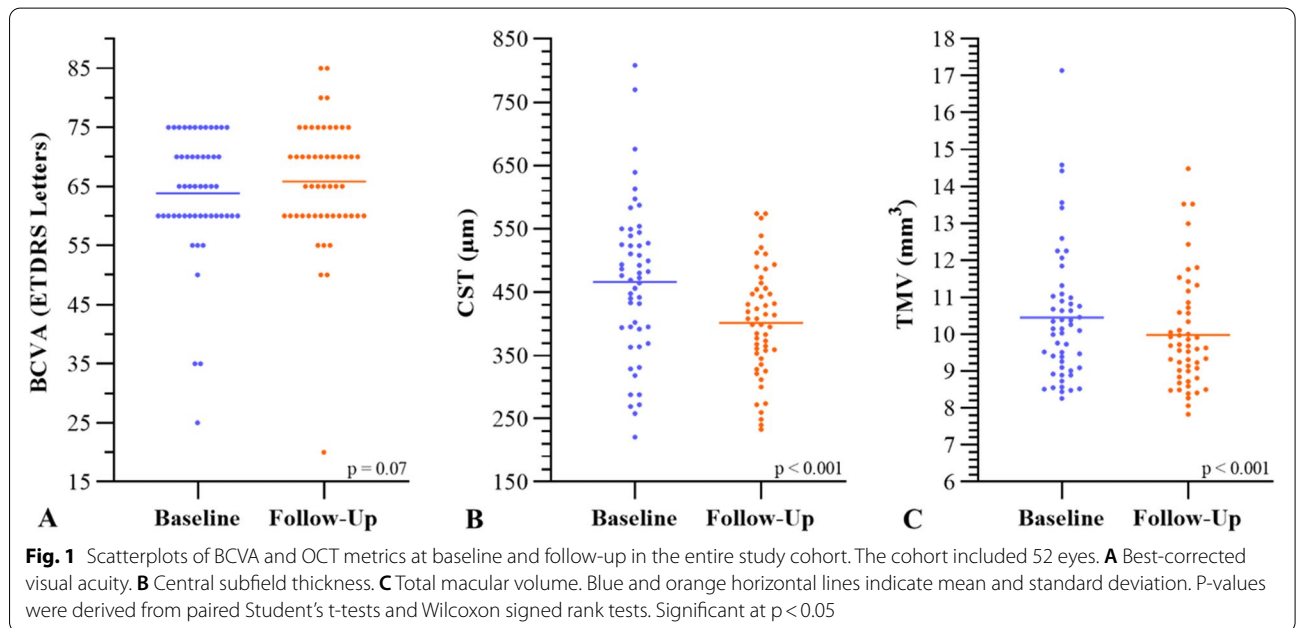 BCVA (ETDRS Letters)
85
75
65
55
45
35
25
15
p = 0.07
A
Baseline
Follow-Up
CST (µm)
850
750
650
550
450
350
250
150
p < 0.001
B
Baseline
Follow-Up
TMV (mm³)
18
17
16
15
14
13
12
11
10
9
8
7
6
p < 0.001
C
Baseline
Follow-Up
Fig. 1 Scatterplots of BCVA and OCT metrics at baseline and follow-up in the entire study cohort. The cohort included 52 eyes. A Best-corrected
visual acuity. B Central subfield thickness. C Total macular volume. Blue and orange horizontal lines indicate mean and standard deviation. P-values
were derived from paired Student’s t-tests and Wilcoxon signed rank tests. Significant at p < 0.05